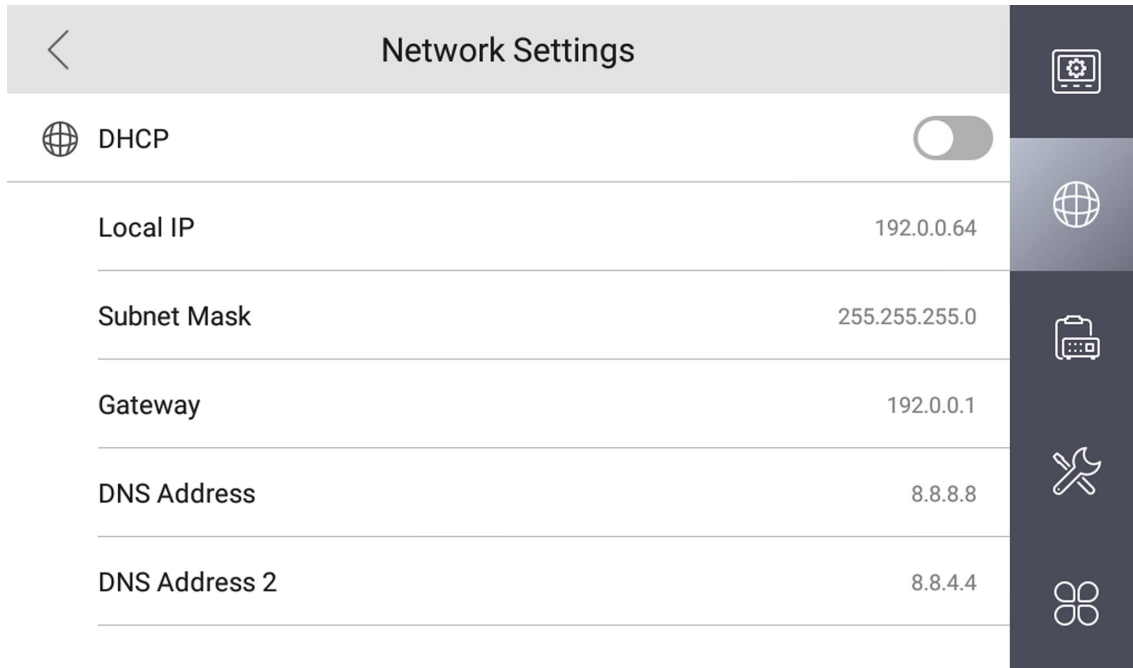 Network Settings
DHCP
Local IP 192.0.0.64
Subnet Mask 255.255.255.0
Gateway 192.0.0.1
DNS Address 8.8.8.8
DNS Address 2 8.8.4.4